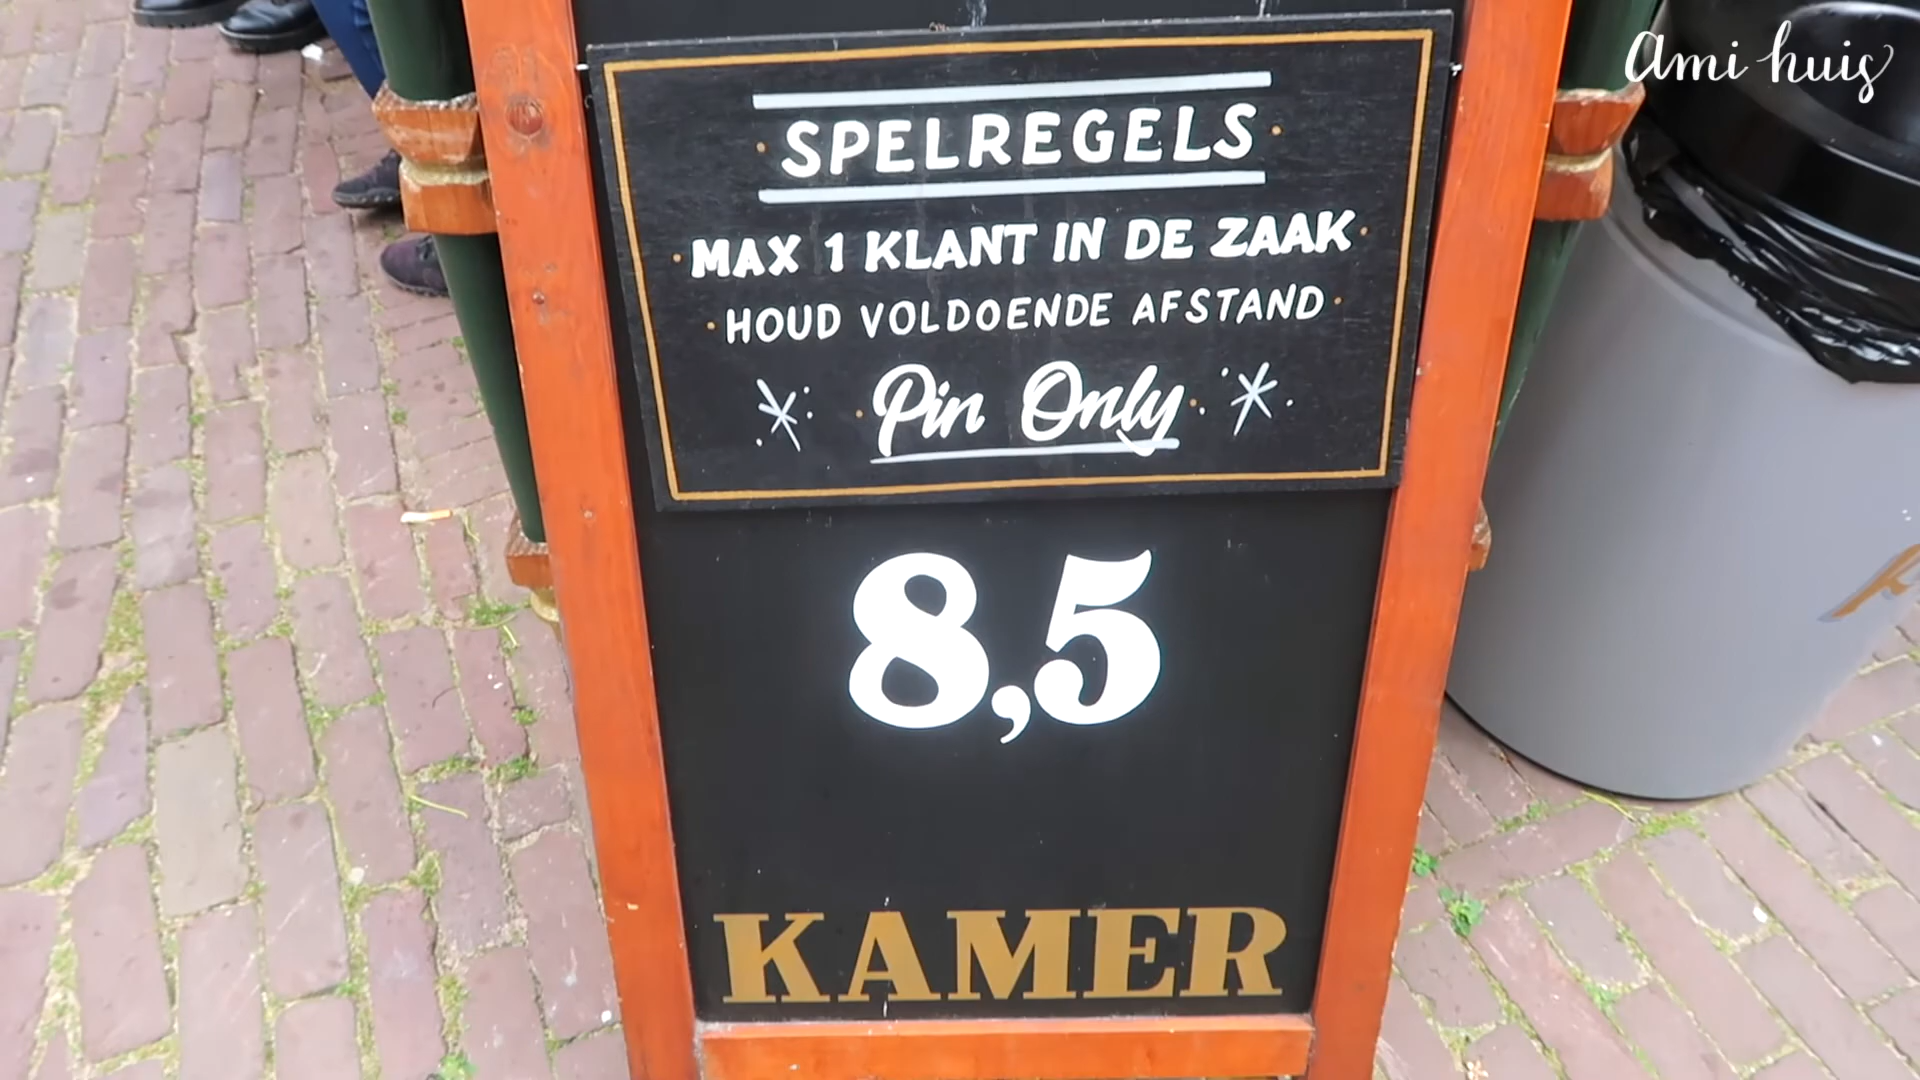 ami huis
SPELREGELS
MAX 1 KLANT IN DE ZAAK
HOUD VOLDOENDE AFSTAND
Pin Only
8,5
KAMER